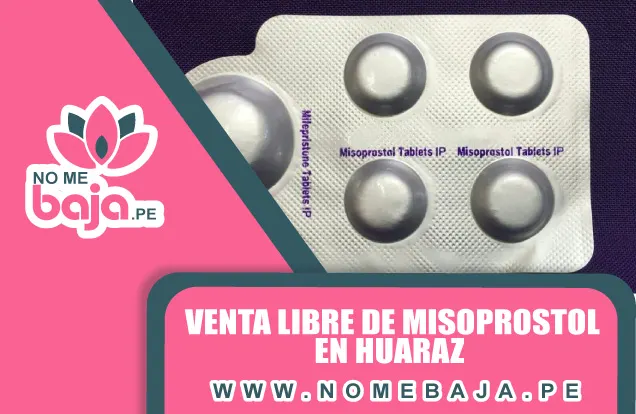 NO ME
baja.PE
Mifepristone Tablets IP
Misoprostol Tablets IP
Misoprostol Tablets IP
VENTA LIBRE DE MISOPROSTOL
EN HUARAZ
WWW.NOMEBAJA.PE